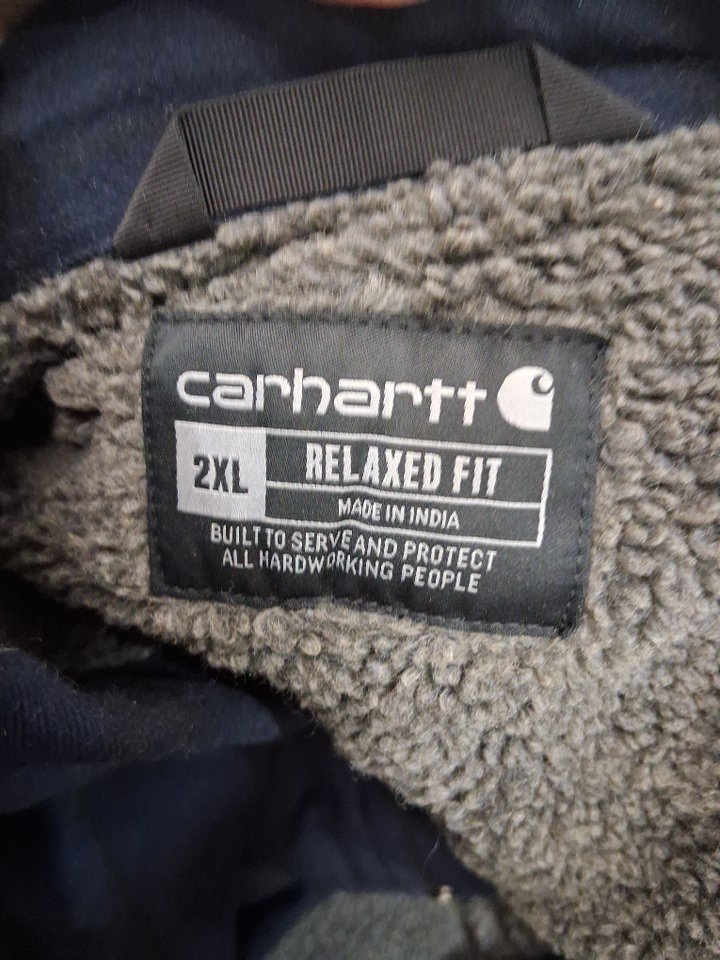 carhartt
2XL
RELAXED FIT
MADE IN INDIA
BUILT TO SERVE AND PROTECT
ALL HARDWORKING PEOPLE